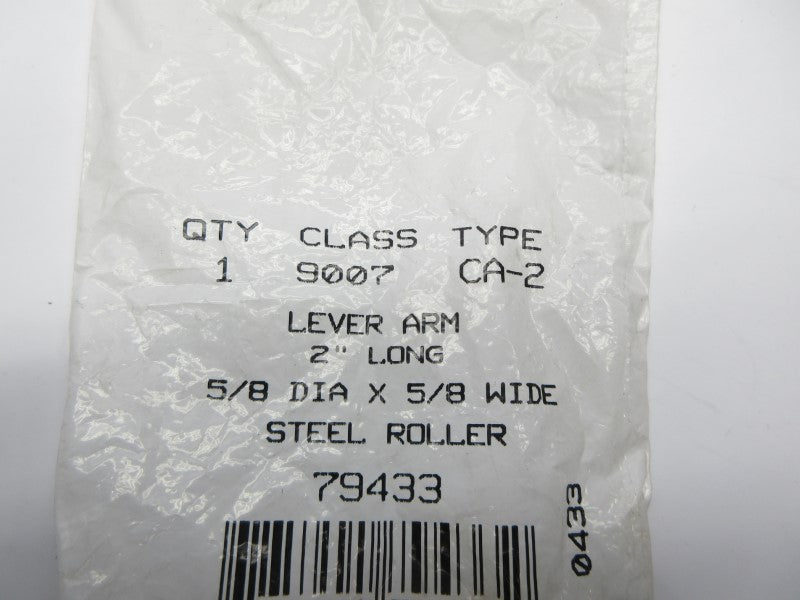 QTY CLASS TYPE
1 9007 CA-2
LEVER ARM
2" LONG
5/8 DIA X 5/8 WIDE
STEEL ROLLER
79433
0433